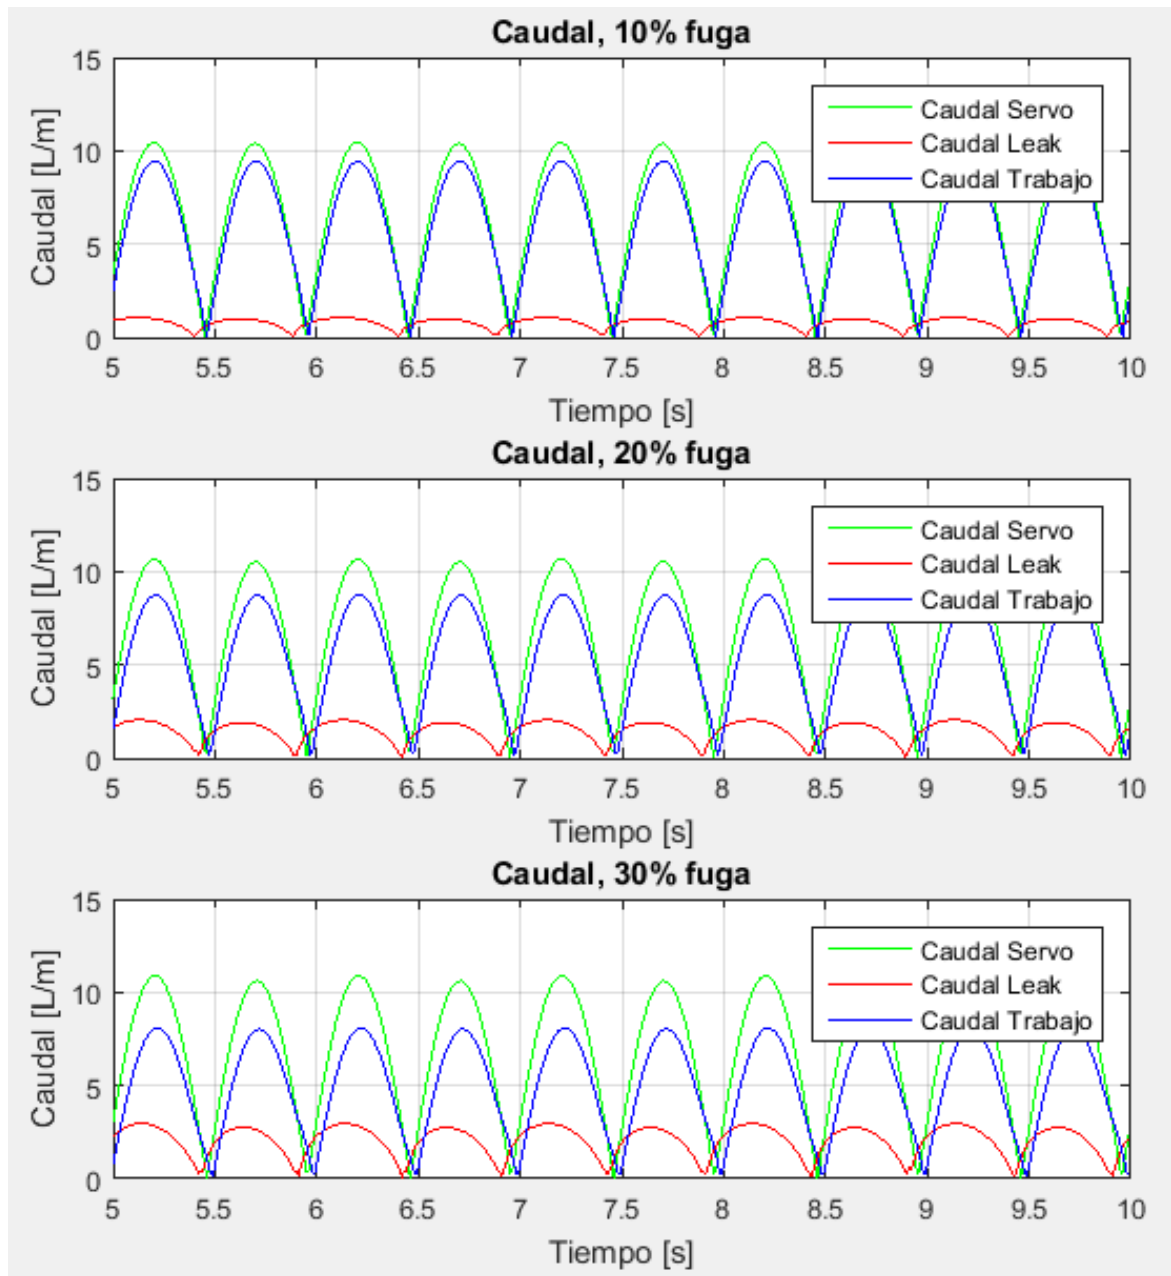 Caudal, 10% fuga
15
10
5
0
Caudal [L/m]
Caudal Servo
Caudal Leak
Caudal Trabajo
5 5.5 6 6.5 7 7.5 8 8.5 9 9.5 10
Tiempo [s]
Caudal, 20% fuga
15
10
5
0
Caudal [L/m]
Caudal Servo
Caudal Leak
Caudal Trabajo
5 5.5 6 6.5 7 7.5 8 8.5 9 9.5 10
Tiempo [s]
Caudal, 30% fuga
15
10
5
0
Caudal [L/m]
Caudal Servo
Caudal Leak
Caudal Trabajo
5 5.5 6 6.5 7 7.5 8 8.5 9 9.5 10
Tiempo [s]